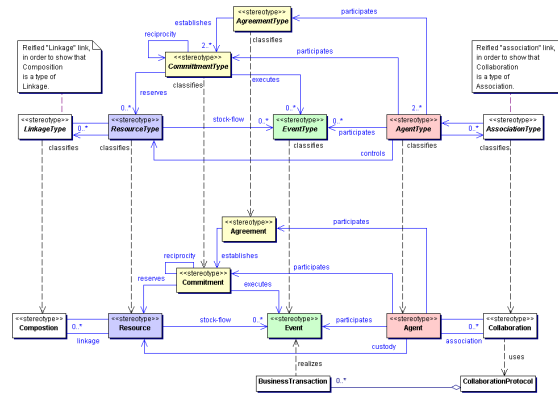 <<stereotype>>
AgreementType
participates
establishes
reciprocity
2..*
classifies
Reified "Linkage" link,
in order to show that
Composition
is a type of
Linkage.
<<stereotype>>
CommittmentType
participates
Reified "association" link,
in order to show that
Collaboration
is a type of
Association.
reserves
classifies
executes
0..*
0..*
2..*
<<stereotype>>
LinkageType
0..*
<<stereotype>>
ResourceType
stock-flow
<<stereotype>>
EventType
0..*
participates
<<stereotype>>
AgentType
0..*
<<stereotype>>
AssociationType
classifies
classifies
classifies
classifies
classifies
controls
<<stereotype>>
Agreement
participates
reciprocity
establishes
<<stereotype>>
Commitment
participates
reserves
executes
<<stereotype>>
Compostion
0..*
linkage
<<stereotype>>
Resource
stock-flow
0..*
<<stereotype>>
Event
participates
<<stereotype>>
Agent
0..*
association
<<stereotype>>
Collaboration
custody
realizes
uses
BusinessTransaction
0..*
CollaborationProtocol